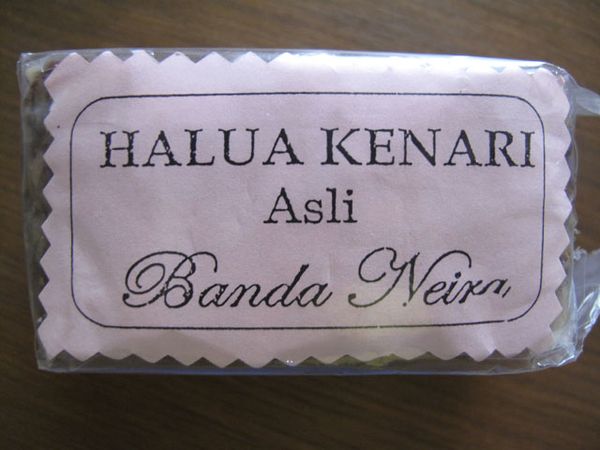 HALUA KENARI
Asli
Banda Neira